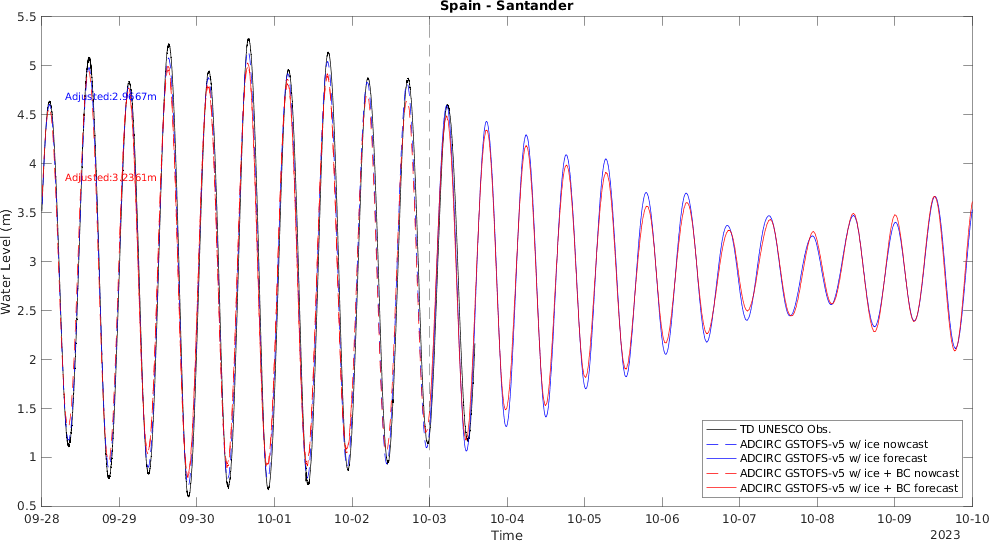 Spain - Santander
5.5
5
4.5
4
3.5
3
2.5
2
1.5
1
0.5
Water Level (m)
Adjusted:2.9667m
Adjusted:3.2361m
TD UNESCO Obs.
ADCIRC GSTOFS-v5 w/ ice nowcast
ADCIRC GSTOFS-v5 w/ ice forecast
ADCIRC GSTOFS-v5 w/ ice + BC nowcast
ADCIRC GSTOFS-v5 w/ ice + BC forecast
09-28 09-29 09-30 10-01 10-02 10-03 10-04 10-05 10-06 10-07 10-08 10-09 10-10
Time
2023